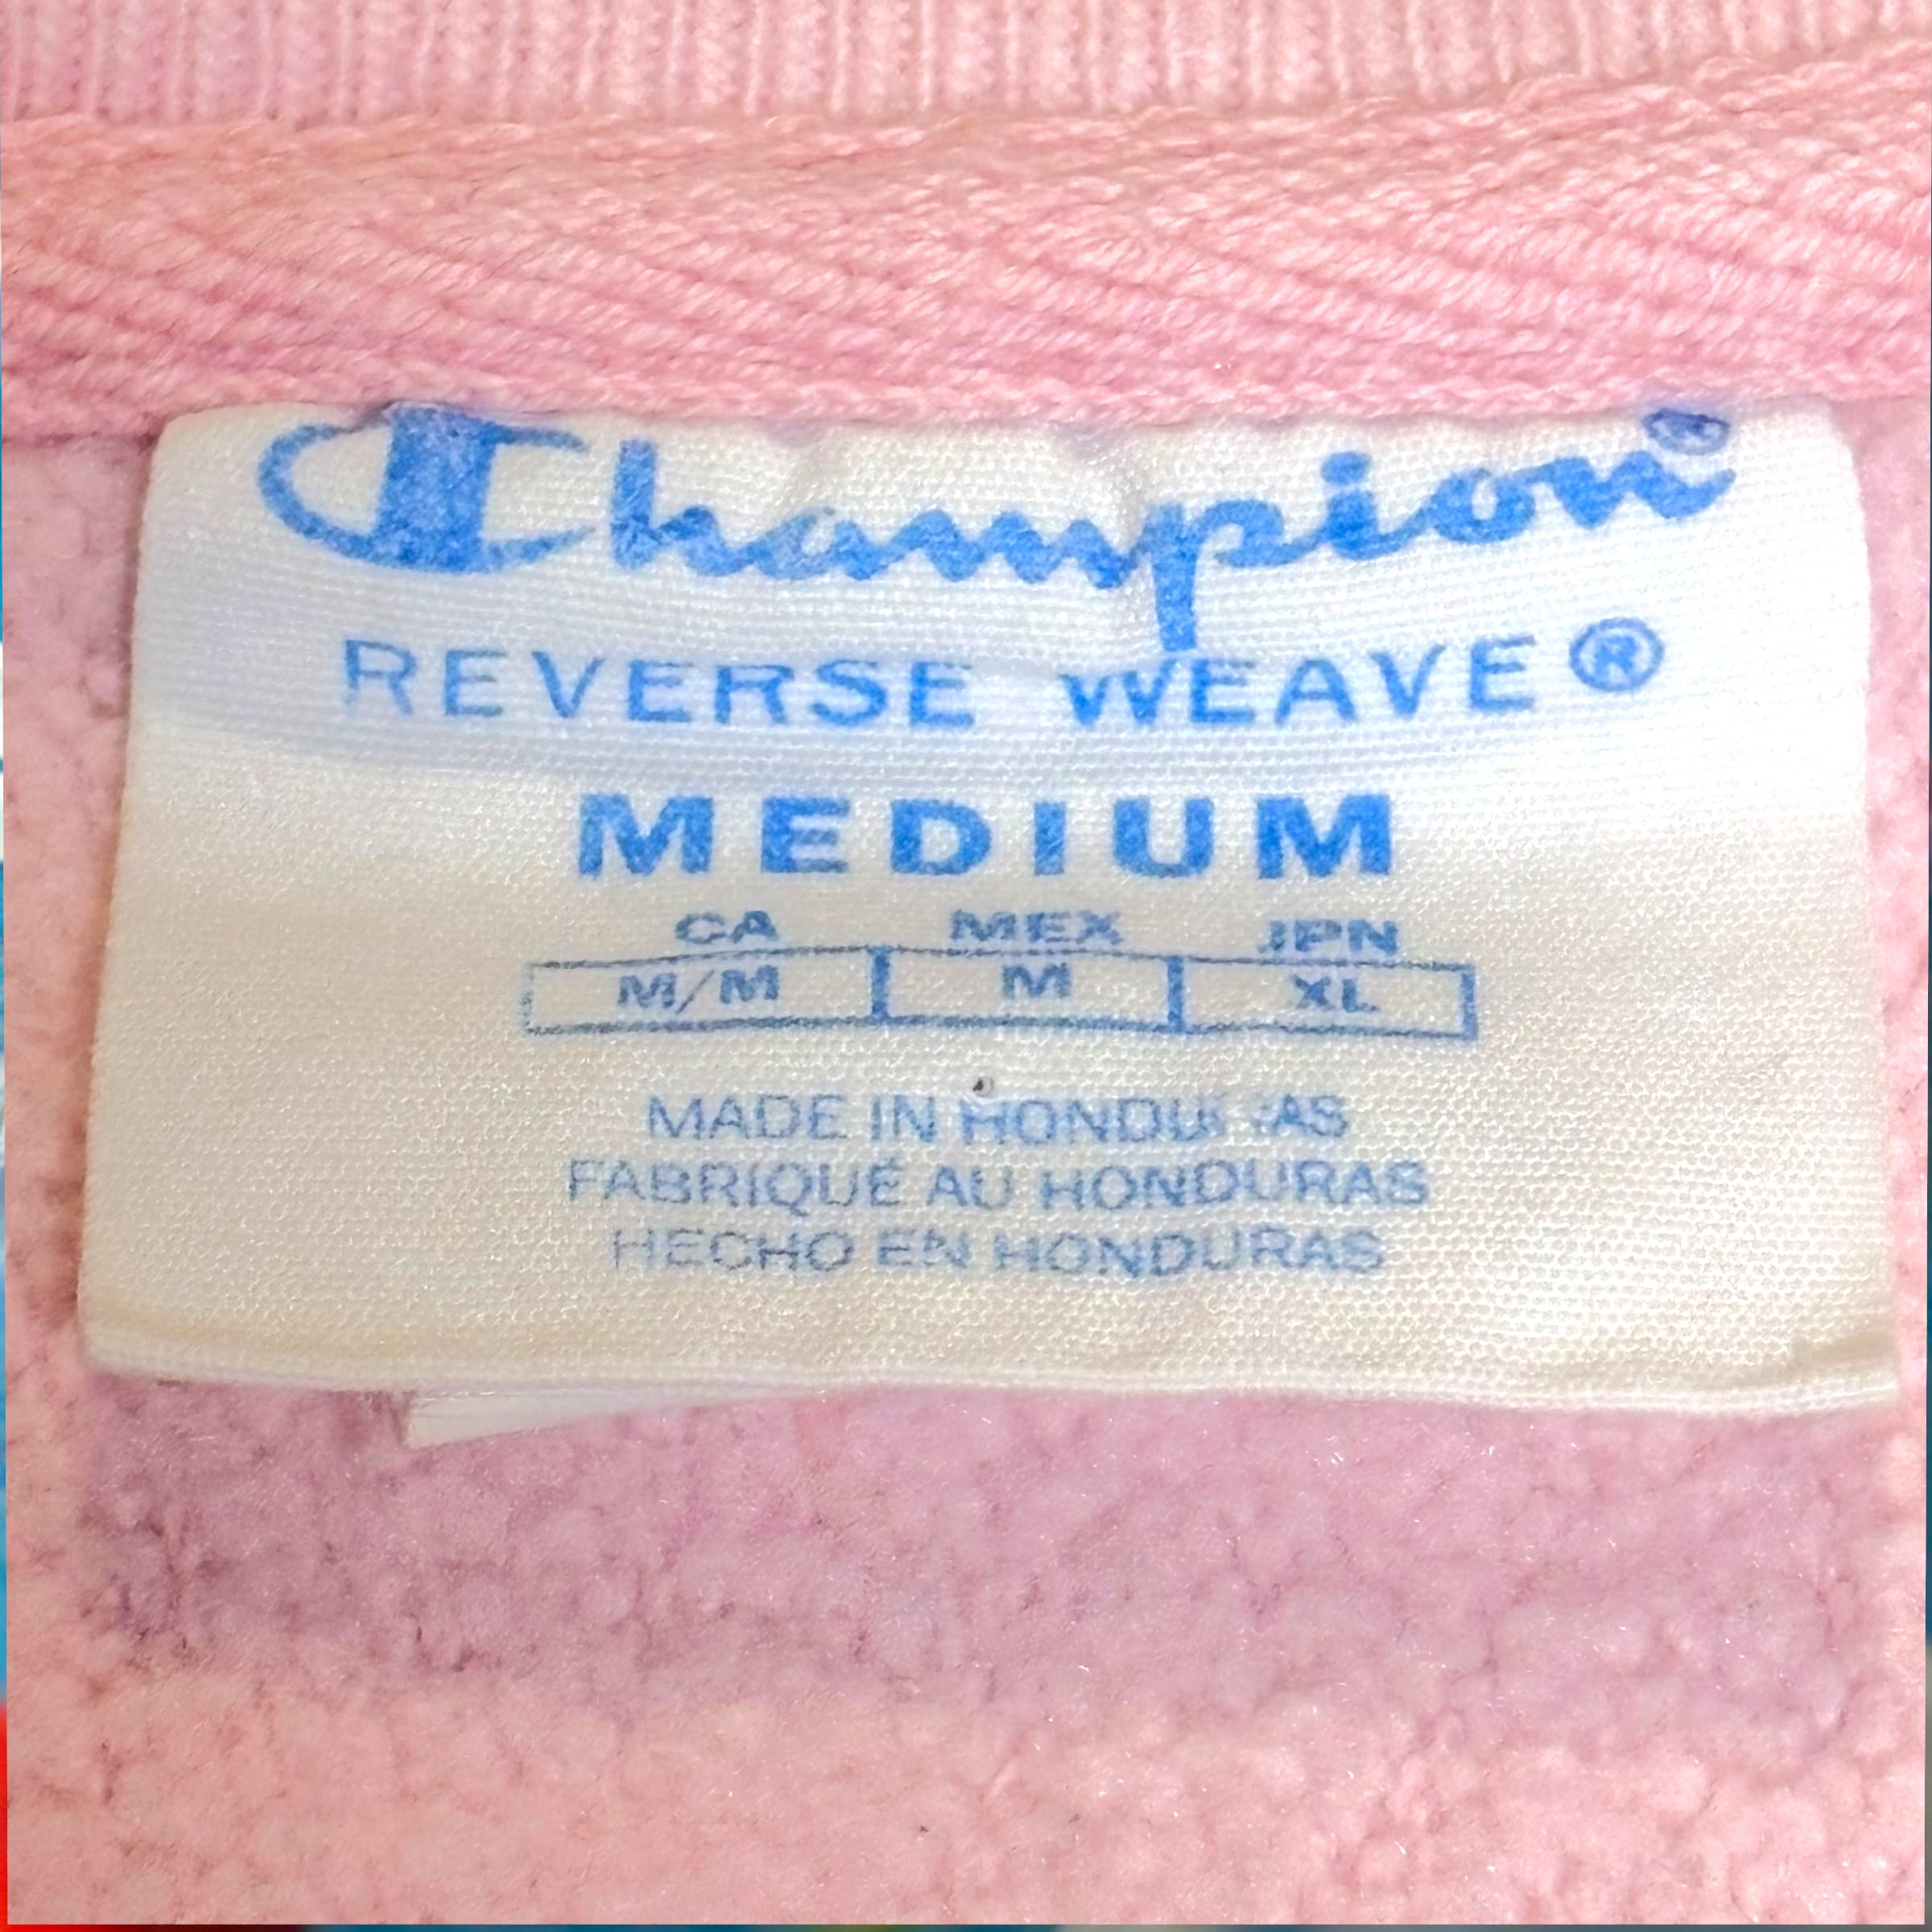 Champion®
REVERSE WEAVE®
MEDIUM
CA MEX JPN
M/M M XL
MADE IN HONDURAS
FABRIQUÉ AU HONDURAS
HECHO EN HONDURAS